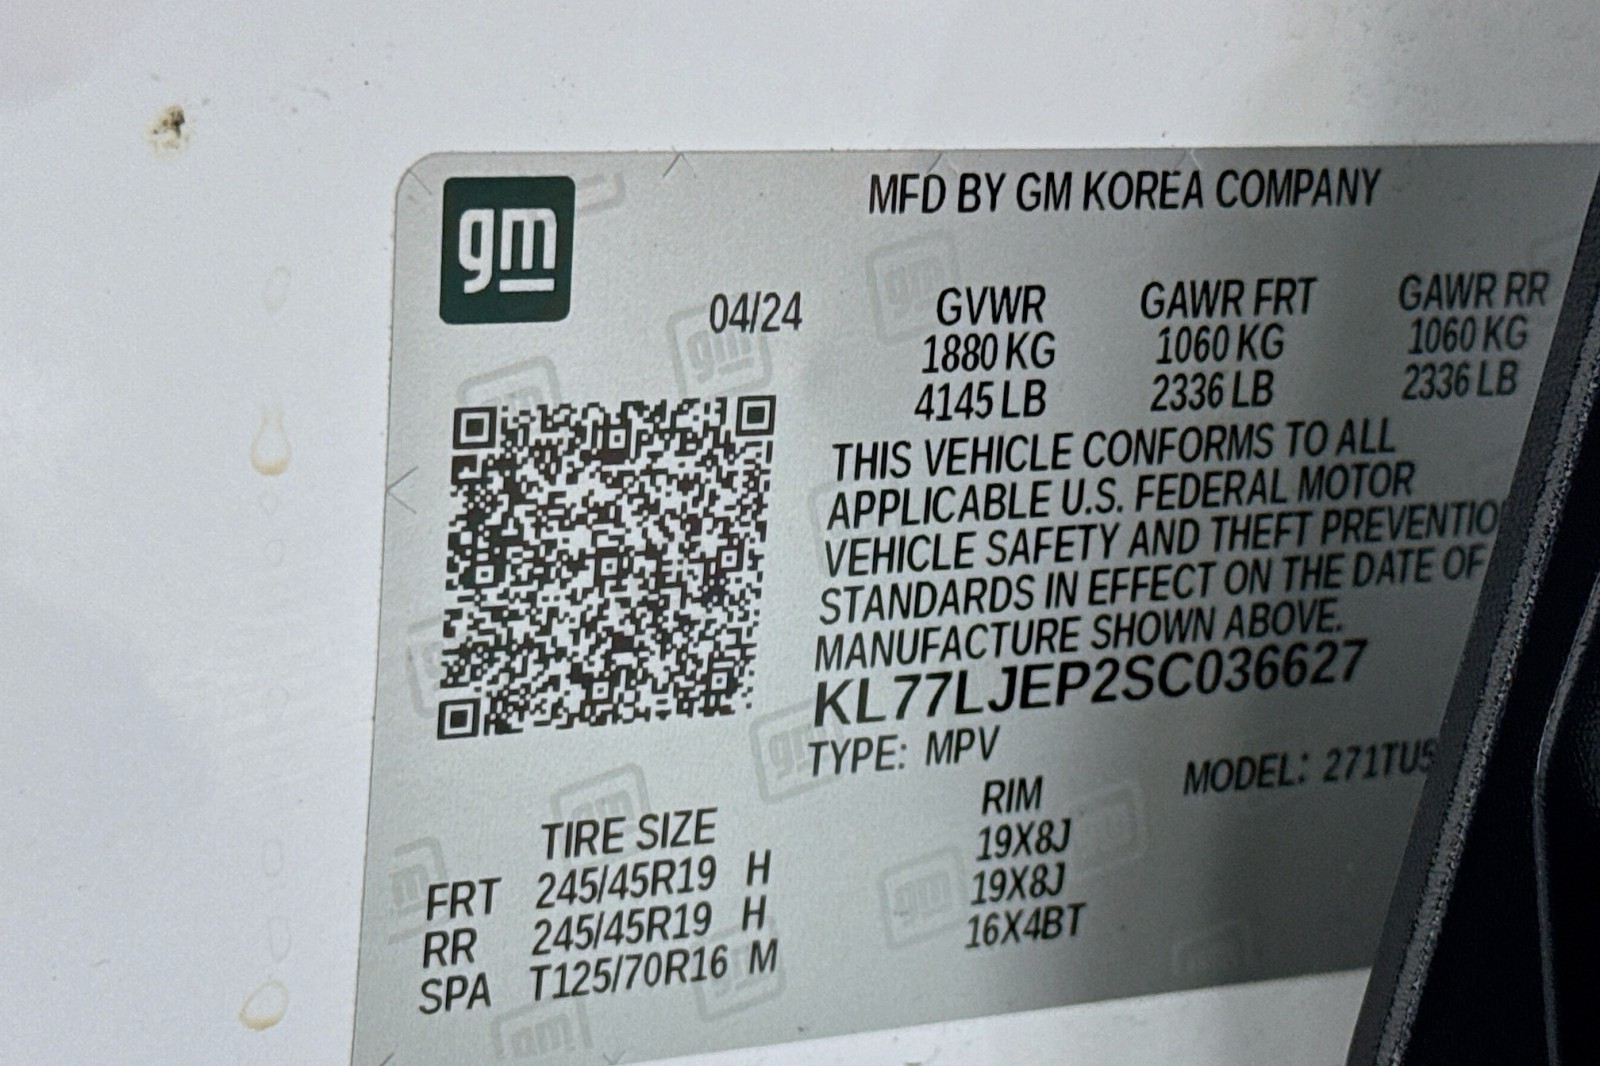 gm
MFD BY GM KOREA COMPANY
04/24
GVWR GAWR FRT GAWR RR
1880 KG 1060 KG 1060 KG
4145 LB 2336 LB 2336 LB
THIS VEHICLE CONFORMS TO ALL
APPLICABLE U.S. FEDERAL MOTOR
VEHICLE SAFETY AND THEFT PREVENTIO
STANDARDS IN EFFECT ON THE DATE OF
MANUFACTURE SHOWN ABOVE.
KL77LJEP2SC036627
TYPE: MPV MODEL: 271TU5
TIRE SIZE RIM
FRT 245/45R19 H 19X8J
RR 245/45R19 H 19X8J
SPA T125/70R16 M 16X4BT